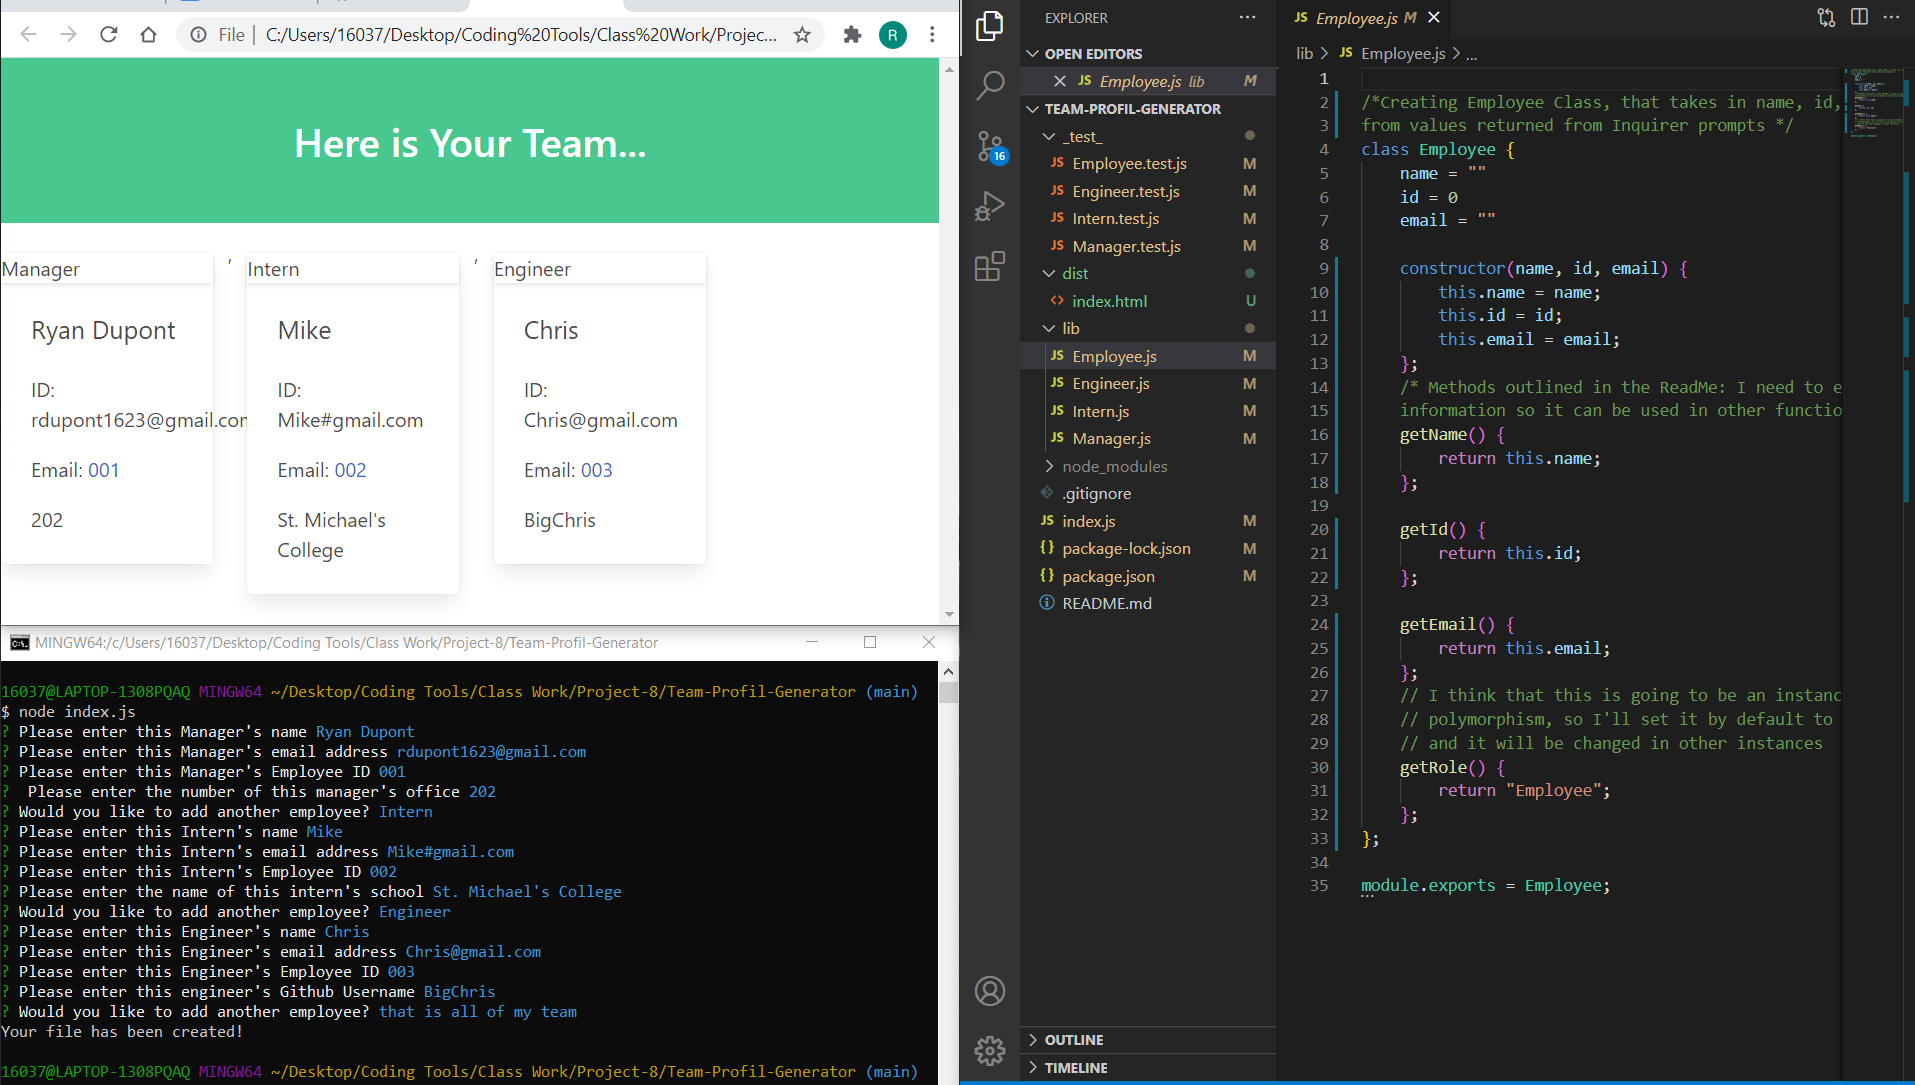 File | C:/Users/16037/Desktop/Coding%20Tools/Class%20Work/Projec...
R
Here is Your Team...
Manager
Ryan Dupont
ID:
rdupont1623@gmail.com
Email: 001
202
,
Intern
Mike
ID:
Mike#gmail.com
Email: 002
St. Michael's
College
,
Engineer
Chris
ID:
Chris@gmail.com
Email: 003
BigChris
MINGW64:/c/Users/16037/Desktop/Coding Tools/Class Work/Project-8/Team-Profil-Generator
16037@LAPTOP-1308PQAQ MINGW64 ~/Desktop/Coding Tools/Class Work/Project-8/Team-Profil-Generator (main)
$ node index.js
? Please enter this Manager's name Ryan Dupont
? Please enter this Manager's email address rdupont1623@gmail.com
? Please enter this Manager's Employee ID 001
?  Please enter the number of this manager's office 202
? Would you like to add another employee? Intern
? Please enter this Intern's name Mike
? Please enter this Intern's email address Mike#gmail.com
? Please enter this Intern's Employee ID 002
? Please enter the name of this intern's school St. Michael's College
? Would you like to add another employee? Engineer
? Please enter this Engineer's name Chris
? Please enter this Engineer's email address Chris@gmail.com
? Please enter this Engineer's Employee ID 003
? Please enter this engineer's Github Username BigChris
? Would you like to add another employee? that is all of my team
Your file has been created!
16037@LAPTOP-1308PQAQ MINGW64 ~/Desktop/Coding Tools/Class Work/Project-8/Team-Profil-Generator (main)
16
EXPLORER
OPEN EDITORS
JS Employee.js lib M
TEAM-PROFIL-GENERATOR
_test_
JS Employee.test.js M
JS Engineer.test.js M
JS Intern.test.js M
JS Manager.test.js M
dist
<> index.html U
lib
JS Employee.js M
JS Engineer.js M
JS Intern.js M
JS Manager.js M
node_modules
.gitignore
JS index.js M
{} package-lock.json M
{} package.json M
README.md
OUTLINE
TIMELINE
JS Employee.js M
lib > JS Employee.js > ...
1
2 /*Creating Employee Class, that takes in name, id,
3 from values returned from Inquirer prompts */
4 class Employee {
5 name = ""
6 id = 0
7 email = ""
8
9 constructor(name, id, email) {
10 this.name = name;
11 this.id = id;
12 this.email = email;
13 };
14 /* Methods outlined in the ReadMe: I need to e
15 information so it can be used in other functio
16 getName() {
17 return this.name;
18 };
19
20 getId() {
21 return this.id;
22 };
23
24 getEmail() {
25 return this.email;
26 };
27 // I think that this is going to be an instanc
28 // polymorphism, so I'll set it by default to
29 // and it will be changed in other instances
30 getRole() {
31 return "Employee";
32 };
33 };
34
35 module.exports = Employee;